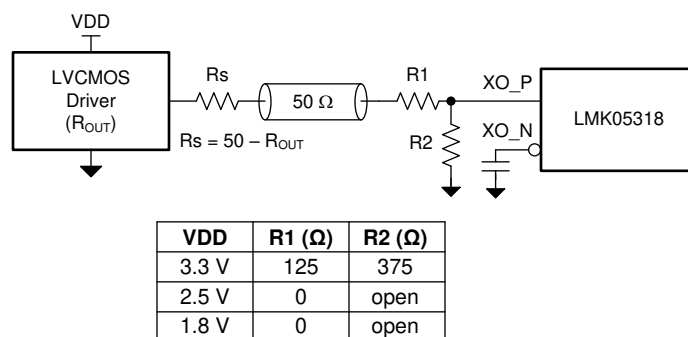 VDD
LVCMOS
Driver
(ROUT)
Rs
50 Ω
R1
XO_P
LMK05318
Rs = 50 – ROUT
R2
XO_N
VDD R1 (Ω) R2 (Ω)
3.3 V 125 375
2.5 V 0 open
1.8 V 0 open